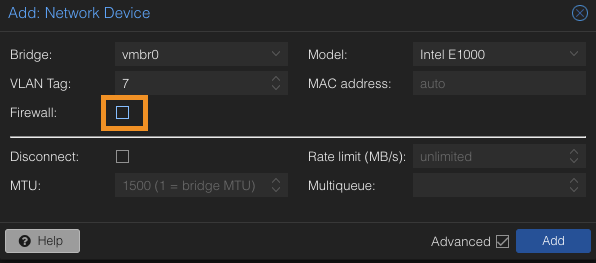 Add: Network Device
Bridge: vmbr0 Model: Intel E1000
VLAN Tag: 7 MAC address: auto
Firewall:
Disconnect: Rate limit (MB/s): unlimited
MTU: 1500 (1 = bridge MTU) Multiqueue:
? Help Advanced Add